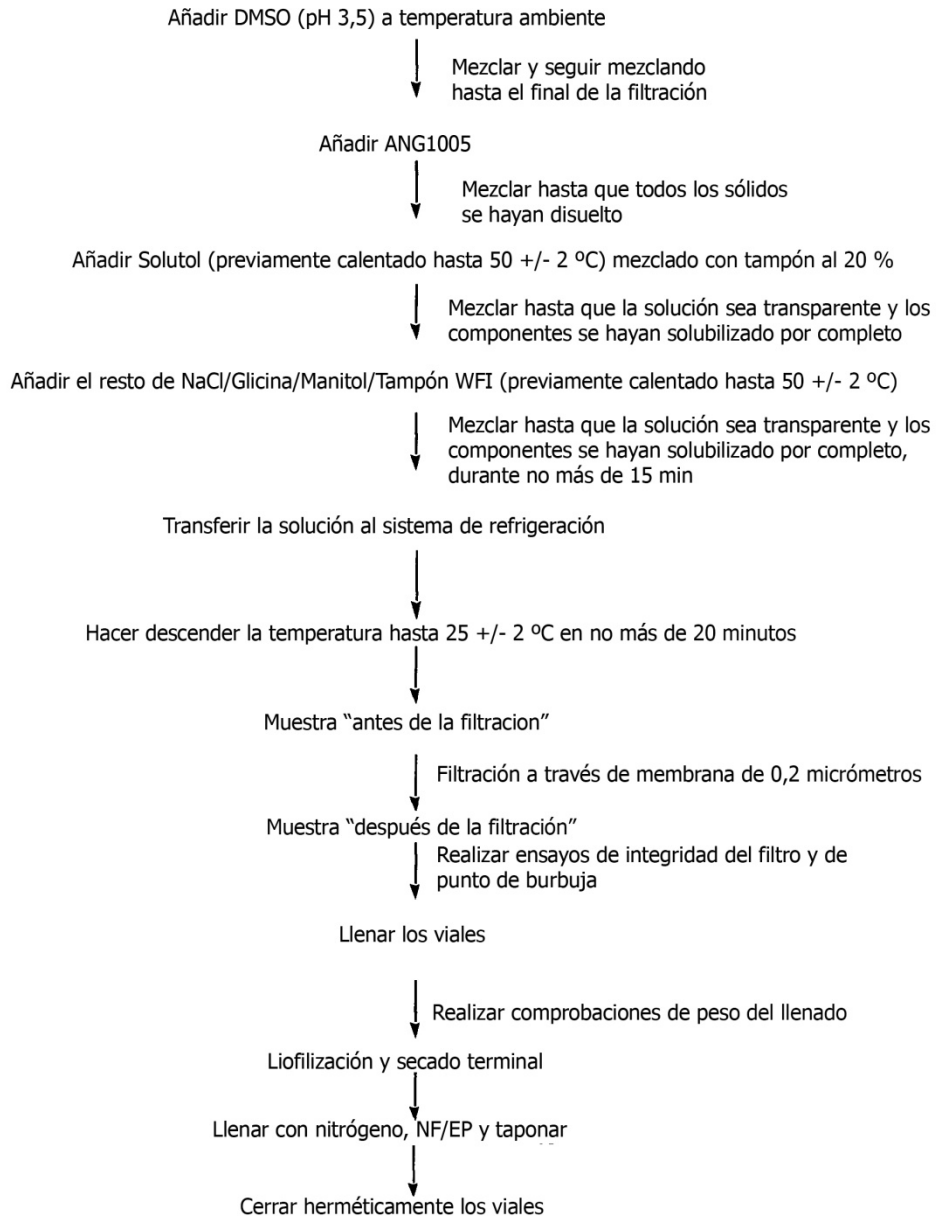 Añadir DMSO (pH 3,5) a temperatura ambiente
Mezclar y seguir mezclando
hasta el final de la filtración
Añadir ANG1005
Mezclar hasta que todos los sólidos
se hayan disuelto
Añadir Solutol (previamente calentado hasta 50 +/- 2 ºC) mezclado con tampón al 20 %
Mezclar hasta que la solución sea transparente y los
componentes se hayan solubilizado por completo
Añadir el resto de NaCl/Glicina/Manitol/Tampón WFI (previamente calentado hasta 50 +/- 2 ºC)
Mezclar hasta que la solución sea transparente y los
componentes se hayan solubilizado por completo,
durante no más de 15 min
Transferir la solución al sistema de refrigeración
Hacer descender la temperatura hasta 25 +/- 2 ºC en no más de 20 minutos
Muestra “antes de la filtracion”
Filtración a través de membrana de 0,2 micrómetros
Muestra “después de la filtración”
Realizar ensayos de integridad del filtro y de
punto de burbuja
Llenar los viales
Realizar comprobaciones de peso del llenado
Liofilización y secado terminal
Llenar con nitrógeno, NF/EP y taponar
Cerrar herméticamente los viales